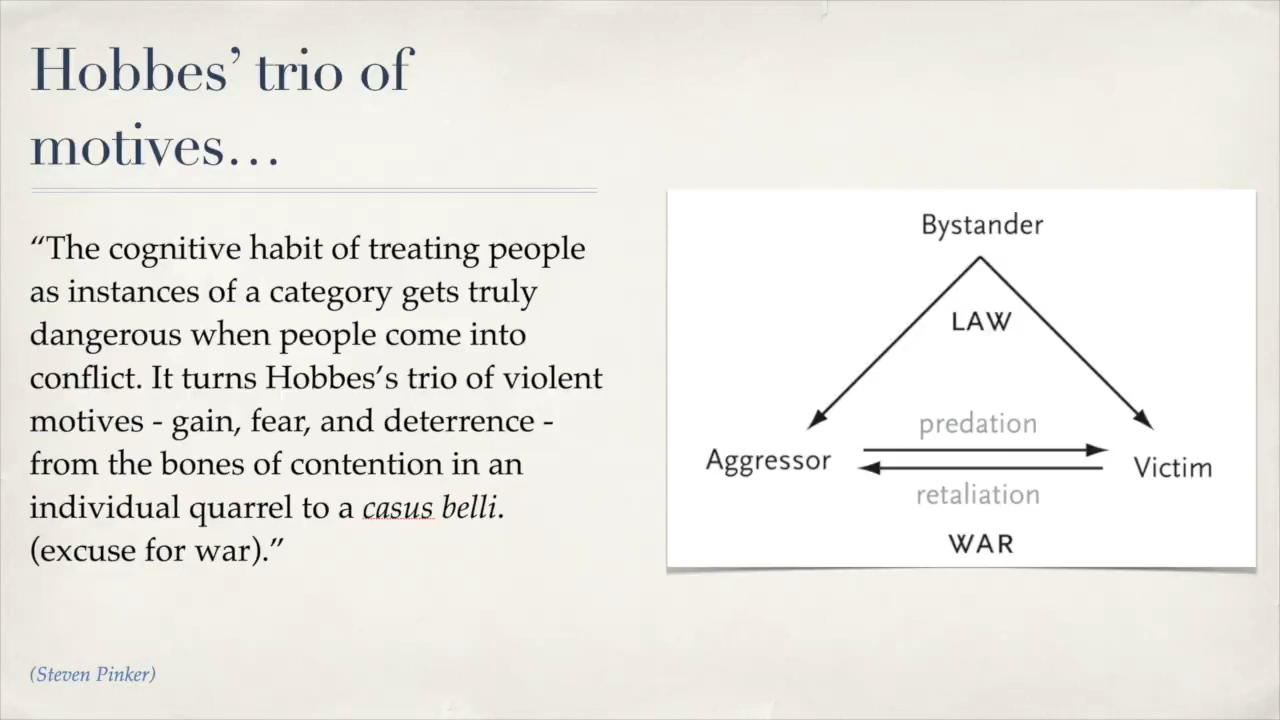 Hobbes’ trio of
motives…
“The cognitive habit of treating people
as instances of a category gets truly
dangerous when people come into
conflict. It turns Hobbes’s trio of violent
motives - gain, fear, and deterrence -
from the bones of contention in an
individual quarrel to a casus belli.
(excuse for war).”
(Steven Pinker)
Bystander
LAW
predation
Aggressor
Victim
retaliation
WAR